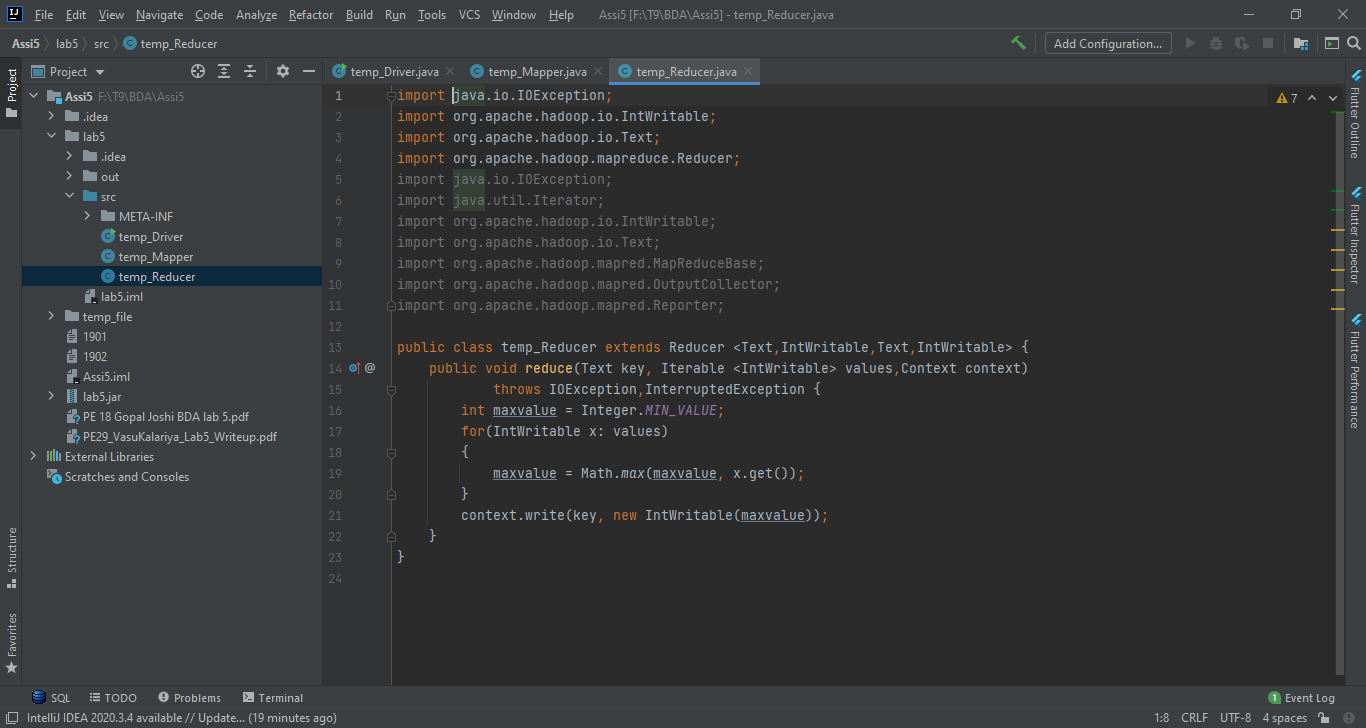 File Edit View Navigate Code Analyze Refactor Build Run Tools VCS Window Help Assi5 [F:\T9\BDA\Assi5] - temp_Reducer.java
Assi5 lab5 src temp_Reducer Add Configuration...
Project
temp_Driver.java temp_Mapper.java temp_Reducer.java
Project
Assi5 F:\T9\BDA\Assi5
.idea
lab5
.idea
out
src
META-INF
temp_Driver
temp_Mapper
temp_Reducer
lab5.iml
temp_file
1901
1902
Assi5.iml
lab5.jar
PE 18 Gopal Joshi BDA lab 5.pdf
PE29_VasuKalariya_Lab5_Writeup.pdf
External Libraries
Scratches and Consoles
Structure
Favorites
1 import java.io.IOException;
2 import org.apache.hadoop.io.IntWritable;
3 import org.apache.hadoop.io.Text;
4 import org.apache.hadoop.mapreduce.Reducer;
5 import java.io.IOException;
6 import java.util.Iterator;
7 import org.apache.hadoop.io.IntWritable;
8 import org.apache.hadoop.io.Text;
9 import org.apache.hadoop.mapred.MapReduceBase;
10 import org.apache.hadoop.mapred.OutputCollector;
11 import org.apache.hadoop.mapred.Reporter;
12
13 public class temp_Reducer extends Reducer <Text,IntWritable,Text,IntWritable> {
14 @ public void reduce(Text key, Iterable <IntWritable> values,Context context)
15 throws IOException,InterruptedException {
16 int maxvalue = Integer.MIN_VALUE;
17 for(IntWritable x: values)
18 {
19 maxvalue = Math.max(maxvalue, x.get());
20 }
21 context.write(key, new IntWritable(maxvalue));
22 }
23 }
24
7
Flutter Outline
Flutter Inspector
Flutter Performance
SQL TODO Problems Terminal 1 Event Log
IntelliJ IDEA 2020.3.4 available // Update... (19 minutes ago) 1:8 CRLF UTF-8 4 spaces